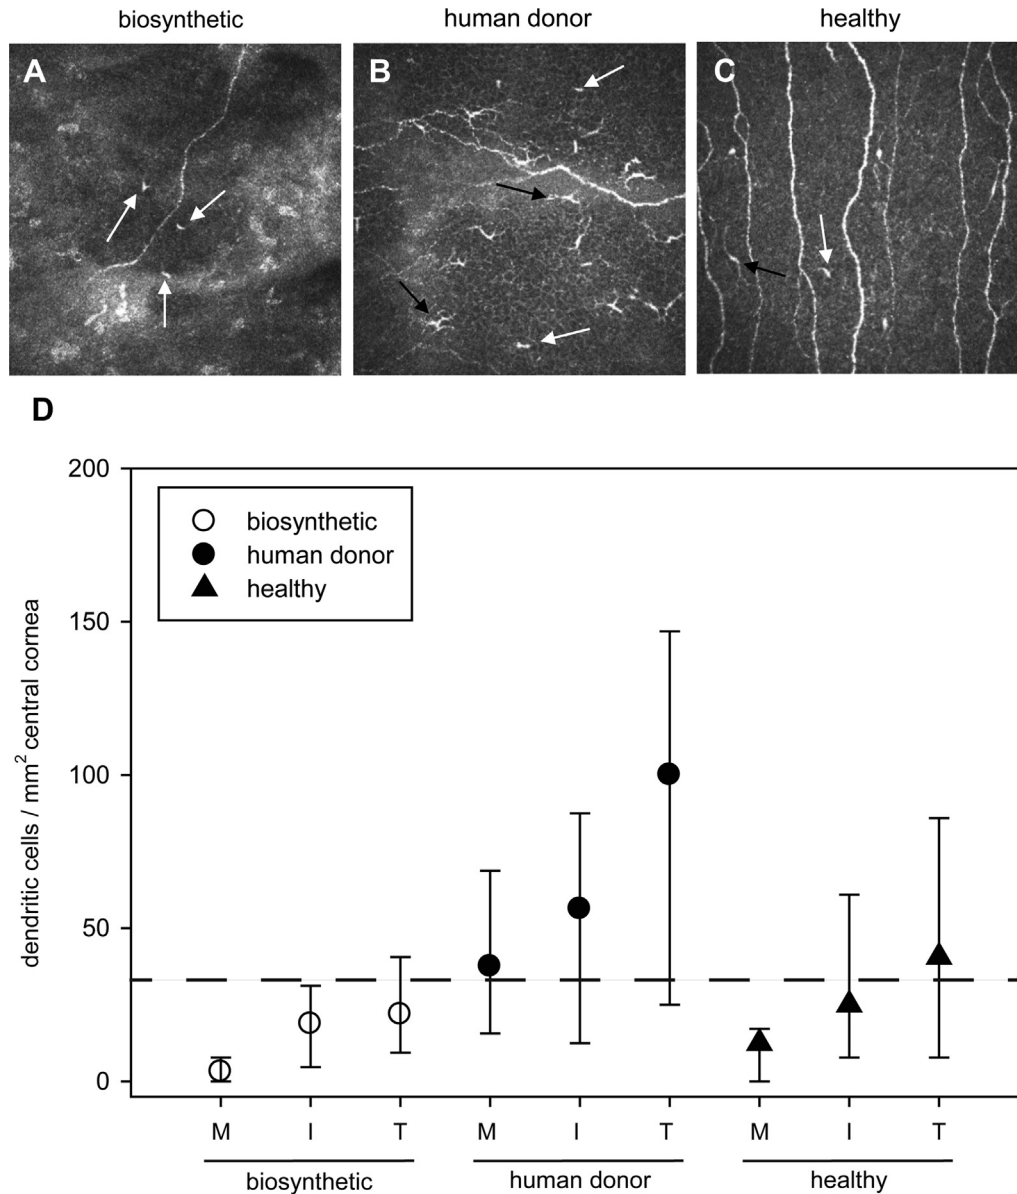 biosynthetic human donor healthy
A B C
D
200
150
100
50
0
dendritic cells / mm² central cornea
biosynthetic
human donor
healthy
M I T M I T M I T
biosynthetic human donor healthy